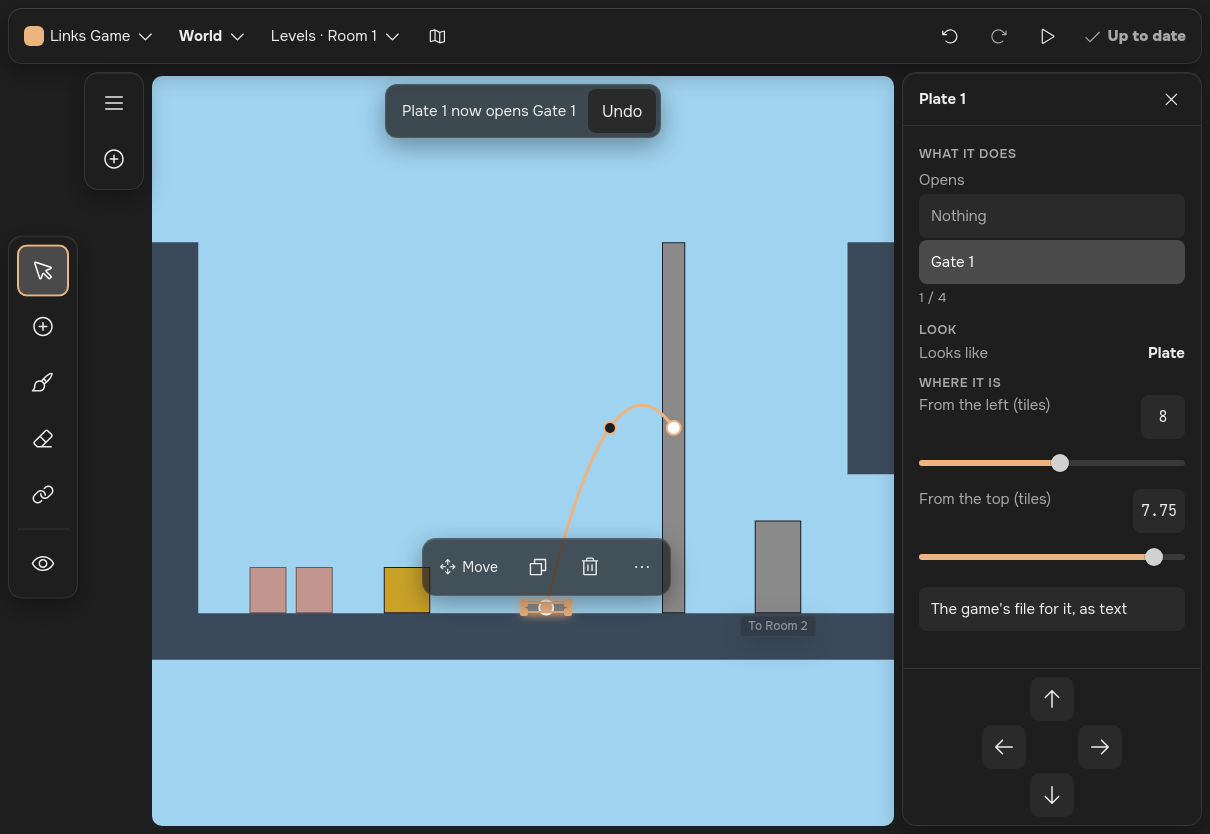 Links Game
World
Levels · Room 1
Up to date
Plate 1 now opens Gate 1
Undo
Move
To Room 2
Plate 1
WHAT IT DOES
Opens
Nothing
Gate 1
1 / 4
LOOK
Looks like
Plate
WHERE IT IS
From the left (tiles)
8
From the top (tiles)
7.75
The game's file for it, as text